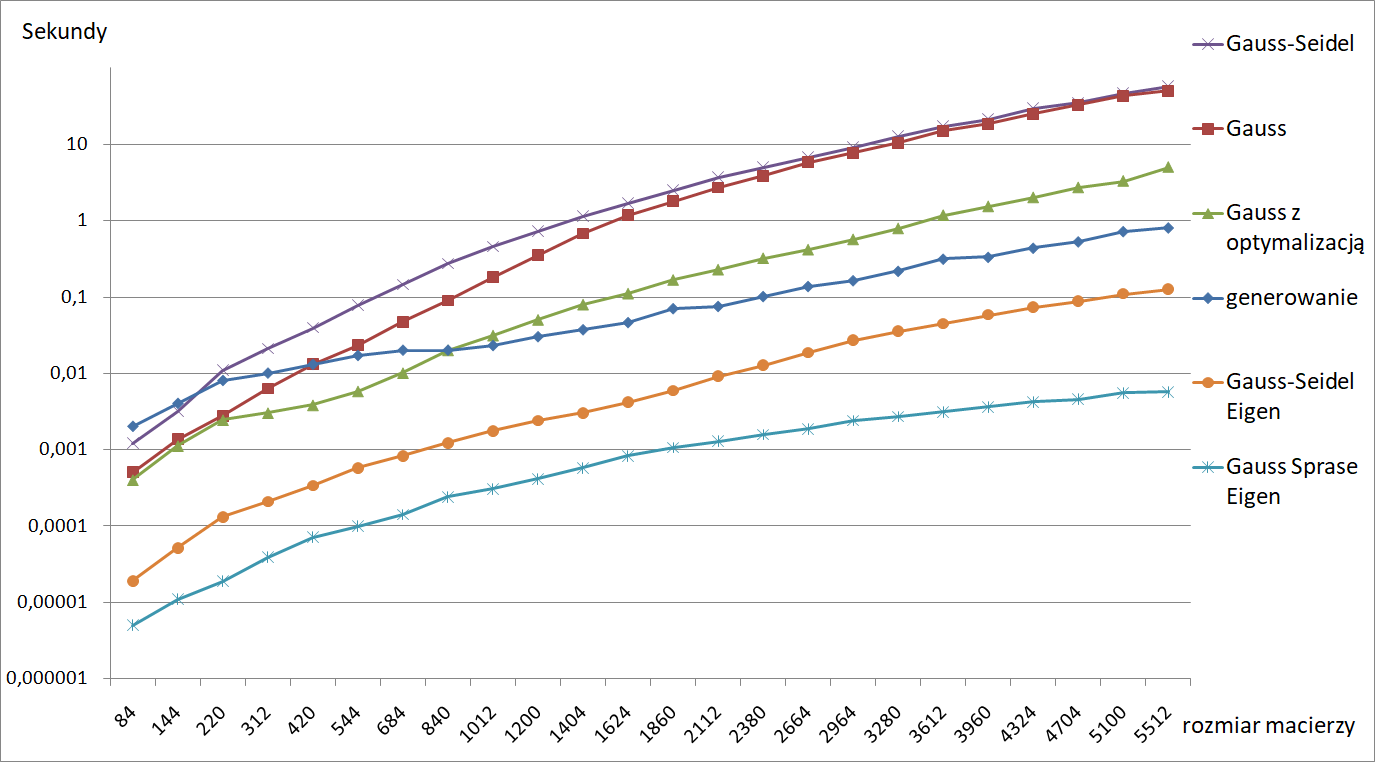 Sekundy
10
1
0,1
0,01
0,001
0,0001
0,00001
0,000001
84
144
220
312
420
544
684
840
1012
1200
1404
1624
1860
2112
2380
2664
2964
3280
3612
3960
4324
4704
5100
5512
rozmiar macierzy
Gauss-Seidel
Gauss
Gauss z
optymalizacją
generowanie
Gauss-Seidel
Eigen
Gauss Sprase
Eigen